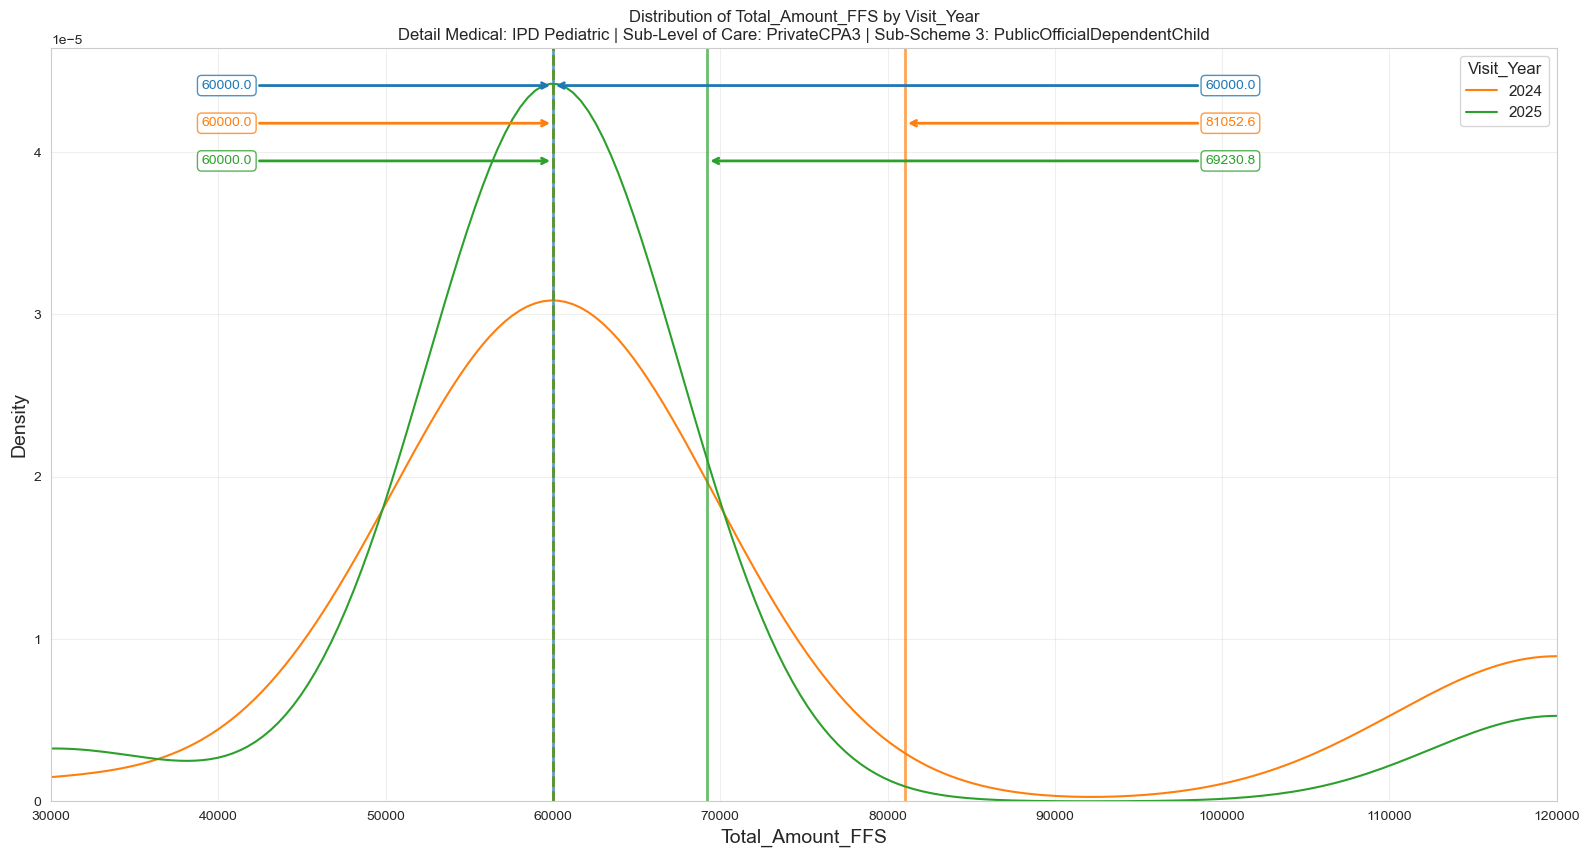 Distribution of Total_Amount_FFS by Visit_Year
Detail Medical: IPD Pediatric | Sub-Level of Care: PrivateCPA3 | Sub-Scheme 3: PublicOfficialDependentChild
1e−5
Visit_Year
2024
2025
60000.0 60000.0
60000.0 81052.6
60000.0 69230.8
4
3
2
1
0
Density
30000 40000 50000 60000 70000 80000 90000 100000 110000 120000
Total_Amount_FFS